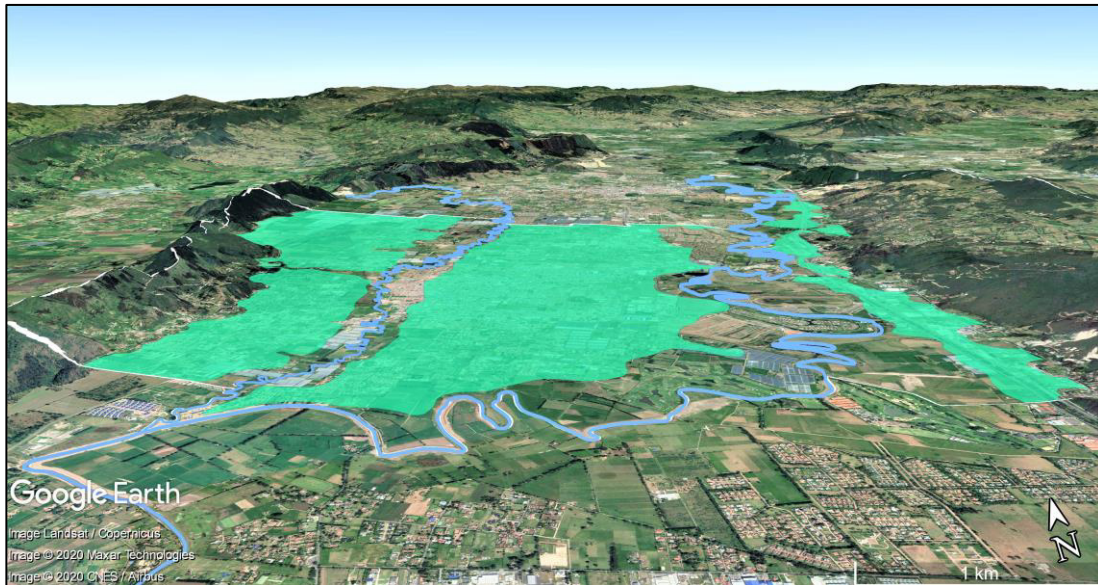 Google Earth
Image Landsat / Copernicus
Image © 2020 Maxar Technologies
Image © 2020 CNES / Airbus
N
1 km